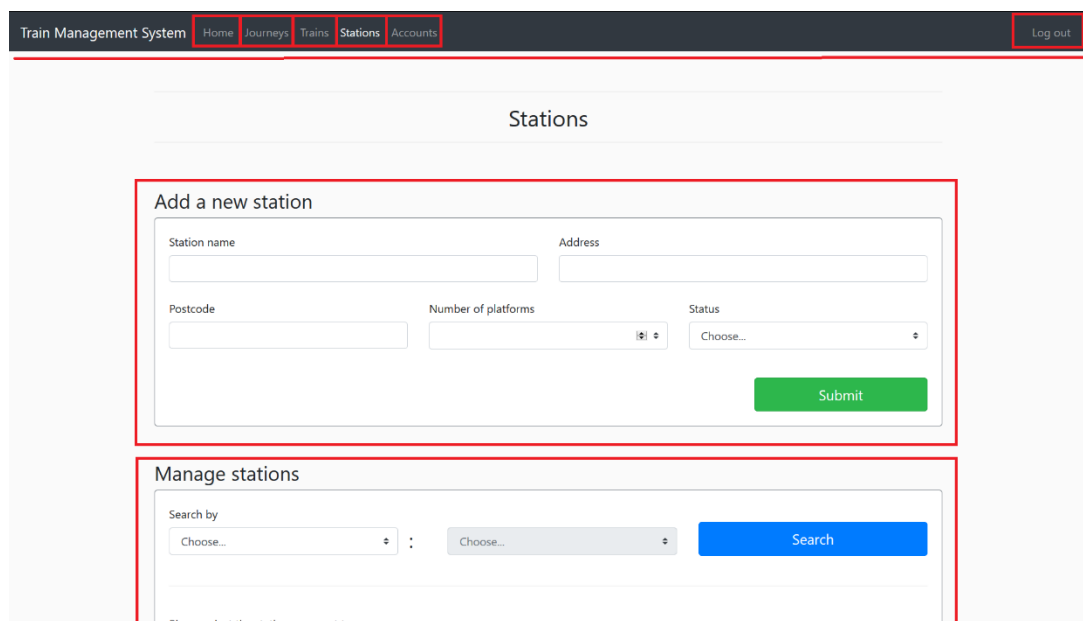 Train Management System Home Journeys Trains Stations Accounts Log out
Stations
Add a new station
Station name Address
Postcode Number of platforms Status
Choose...
Submit
Manage stations
Search by
Choose... : Choose... Search